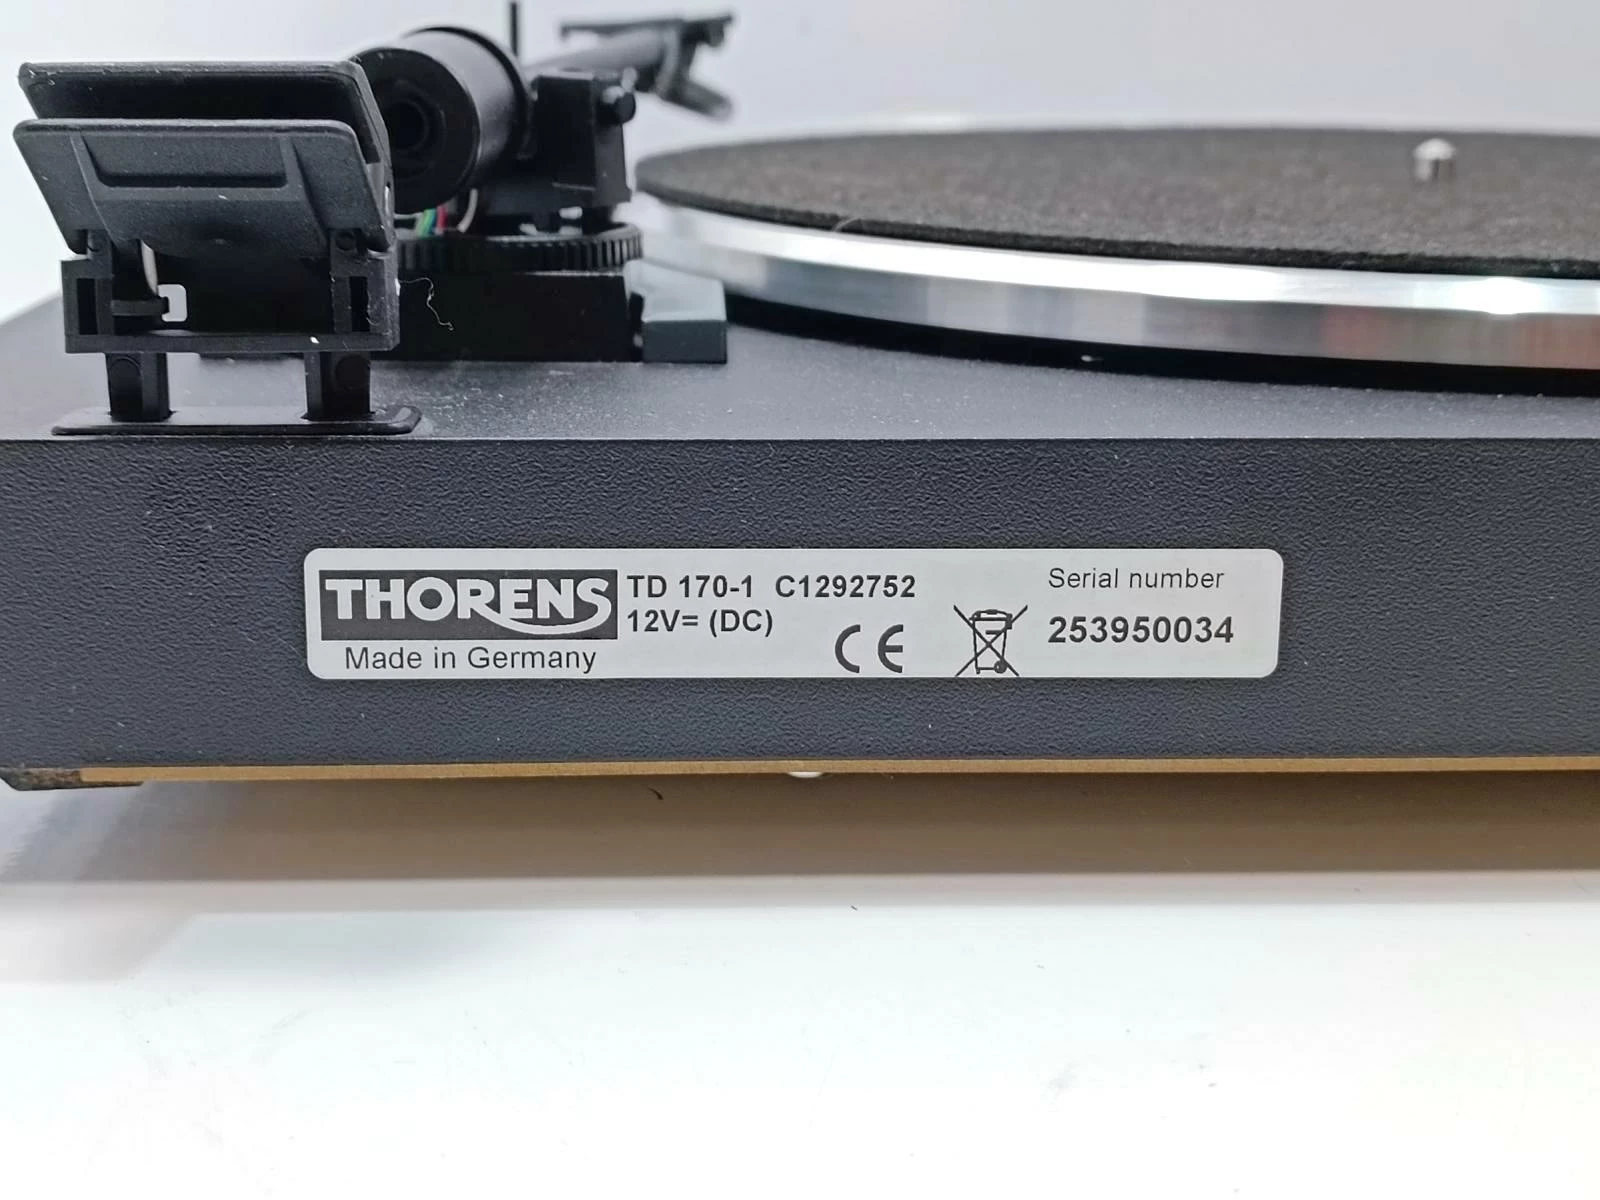 THORENS TD 170-1 C1292752
12V= (DC)
Made in Germany
CE
Serial number
253950034